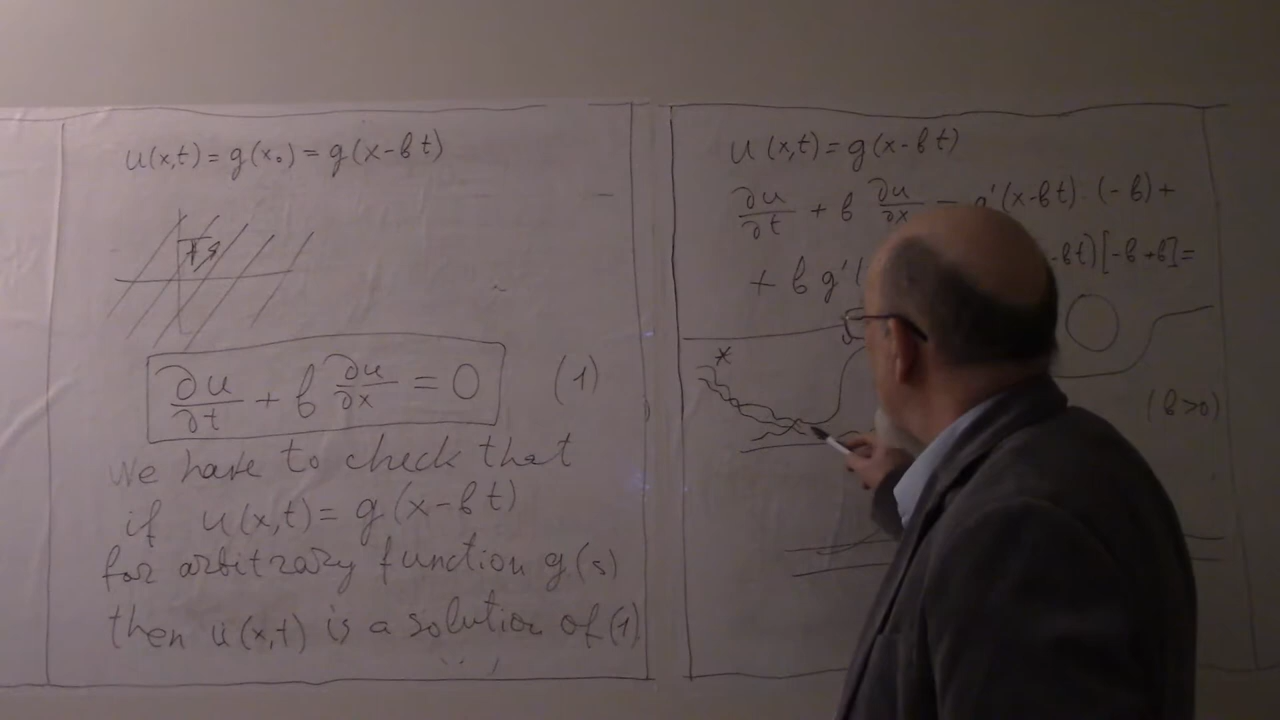 u(x,t) = g(x₀) = g(x-bt)
∂u/∂t + b ∂u/∂x = 0 (1)
We have to check that
if u(x,t) = g(x-bt)
for arbitrary function g(s)
then u(x,t) is a solution of (1)
u(x,t) = g(x-bt)
∂u/∂t + b ∂u/∂x = g'(x-bt)·(-b) +
+ b g'( -bt)[-b+b] =
*
(b>0)